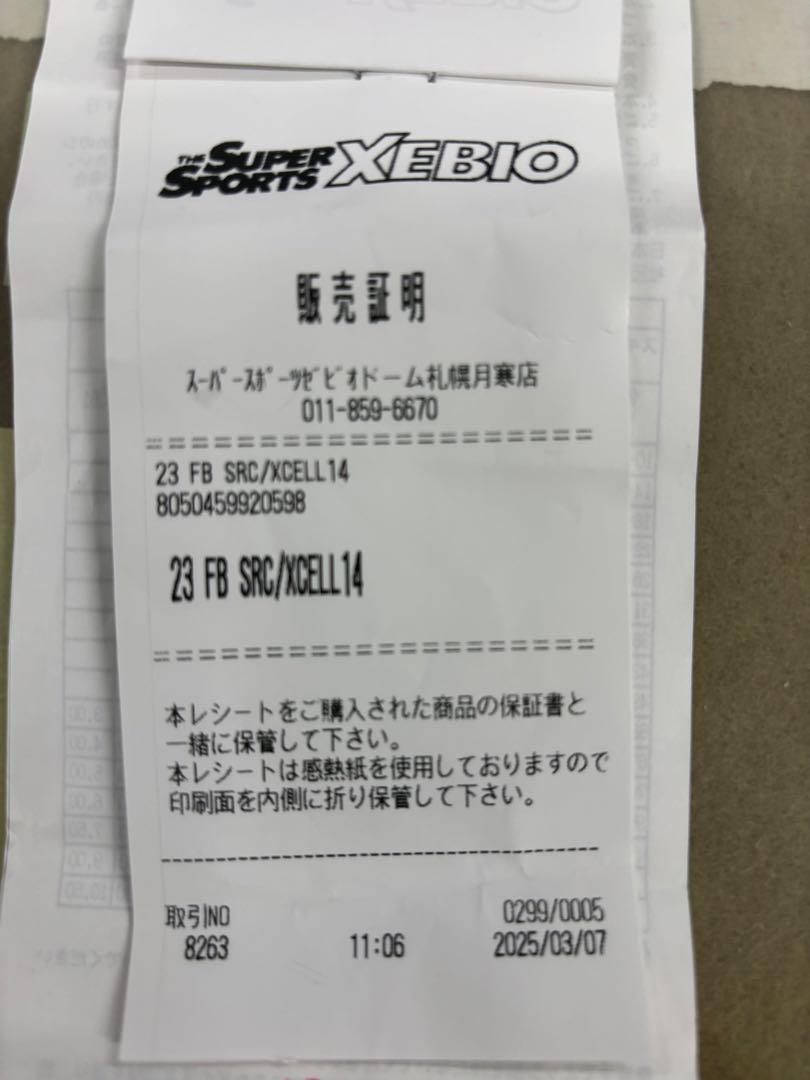 THE SUPER SPORTS XEBIO
販売証明
ｽｰﾊﾟｰｽﾎﾟｰﾂｾﾞﾋﾞオドーム札幌月寒店
011-859-6670
23 FB SRC/XCELL14
8050459920598
23 FB SRC/XCELL14
本レシートをご購入された商品の保証書と
一緒に保管して下さい。
本レシートは感熱紙を使用しておりますので
印刷面を内側に折り保管して下さい。
取引NO 0299/0005
8263 11:06 2025/03/07